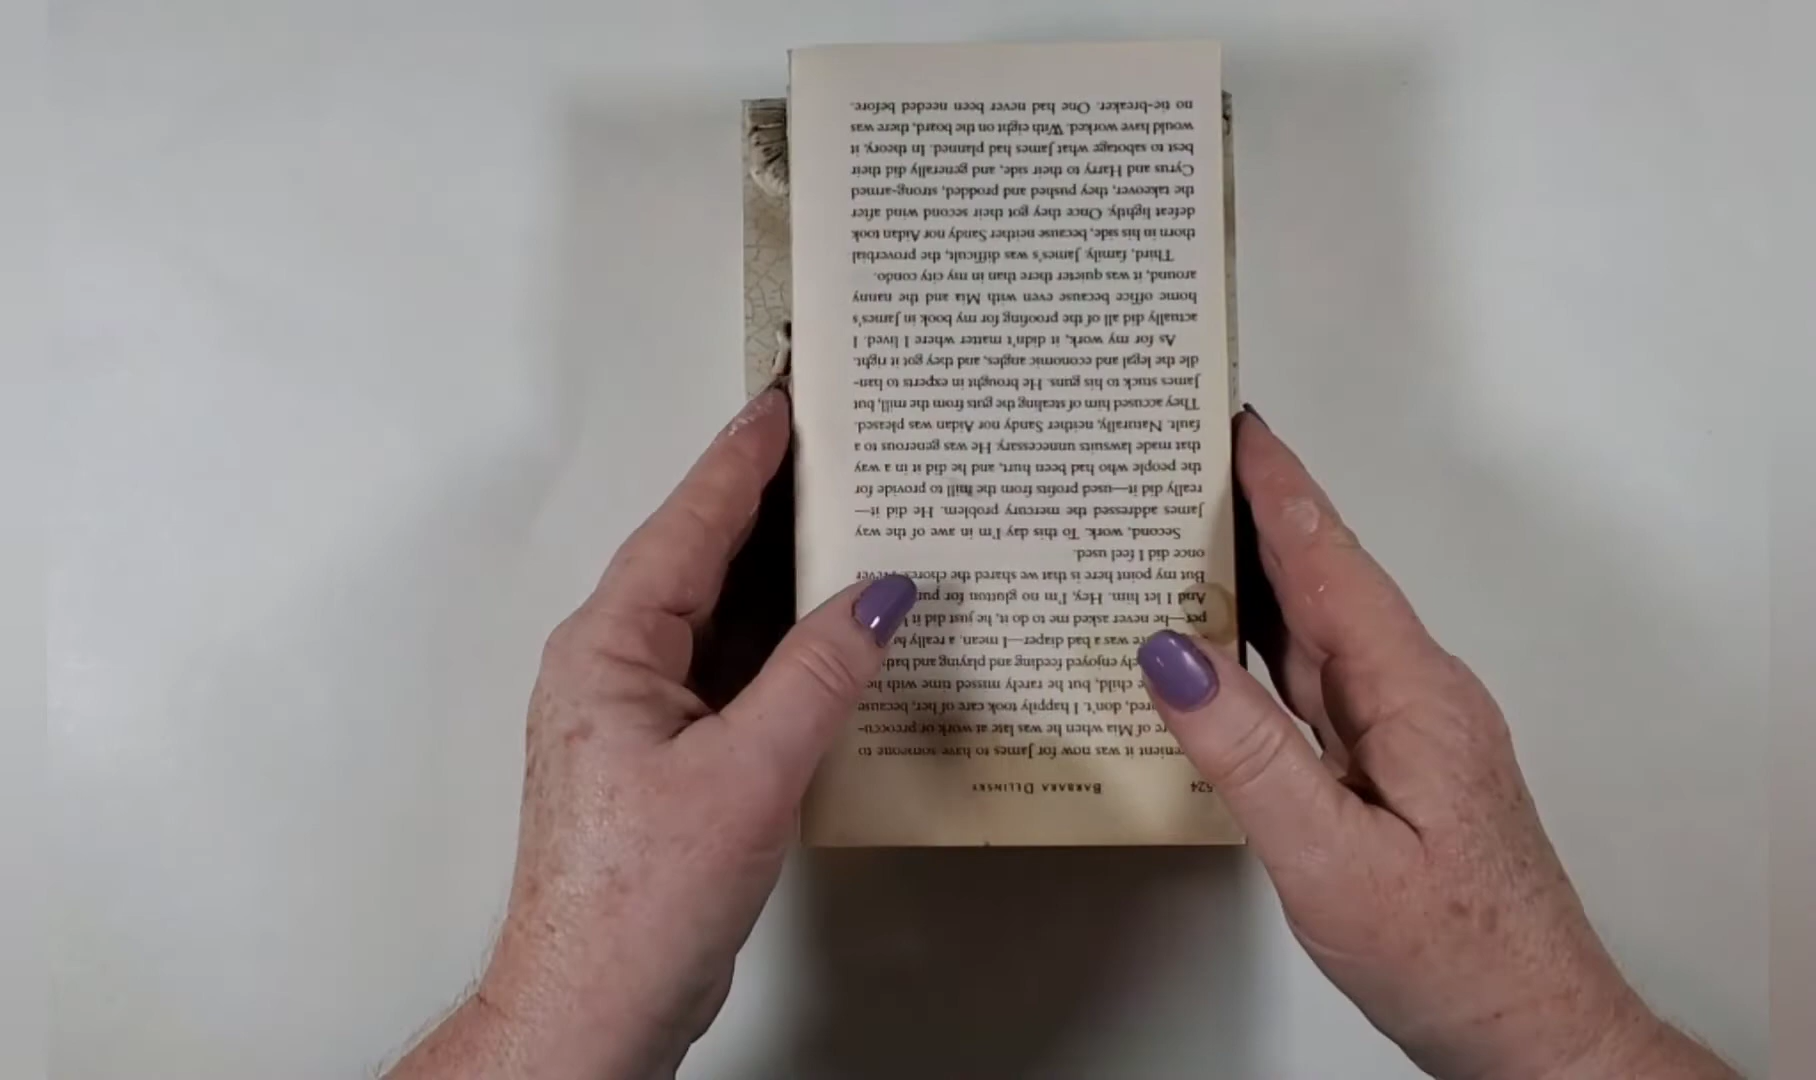 524 BARBARA DELINSKY
it was now for James to have someone to
of Mia when he was late at work or preoccu-
don't. I happily took care of her, because
child, but he rarely missed time with
enjoyed feeding and playing and
was a bad diaper—I mean, a really
per—he never asked me to do it, he just did it
And I let him. Hey, I'm no glutton for
But my point here is that we shared the chores.
once did I feel used.
Second, work. To this day I'm in awe of the way
James addressed the mercury problem. He did it—
really did it—used profits from the mill to provide for
the people who had been hurt, and he did it in a way
that made lawsuits unnecessary. He was generous to a
fault. Naturally, neither Sandy nor Aidan was pleased.
They accused him of stealing the guts from the mill, but
James stuck to his guns. He brought in experts to han-
dle the legal and economic angles, and they got it right.
As for my work, it didn't matter where I lived. I
actually did all of the proofing for my book in James's
home office because even with Mia and the nanny
around, it was quieter there than in my city condo.
Third, family. James's was difficult, the proverbial
thorn in his side, because neither Sandy nor Aidan took
defeat lightly. Once they got their second wind after
the takeover, they pushed and prodded, strong-armed
Cyrus and Harry to their side, and generally did their
best to sabotage what James had planned. In theory, it
would have worked. With eight on the board, there was
no tie-breaker. One had never been needed before.